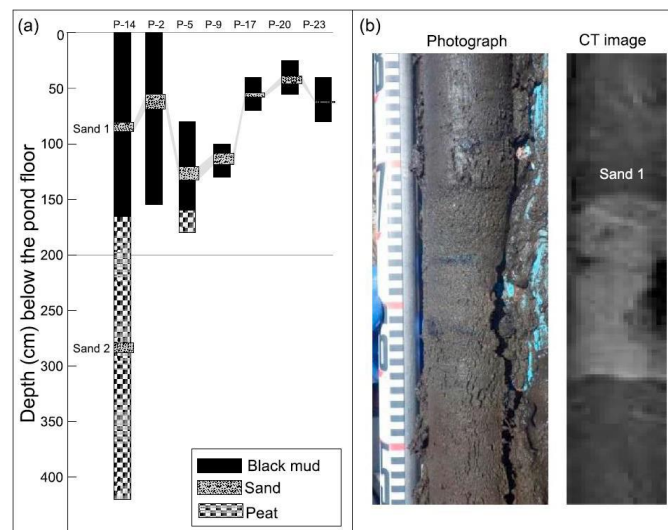 (a)
P-14 P-2 P-5 P-9 P-17 P-20 P-23
Depth (cm) below the pond floor
0
50
100
150
200
250
300
350
400
Sand 1
Sand 2
Black mud
Sand
Peat
(b)
Photograph
CT image
Sand 1